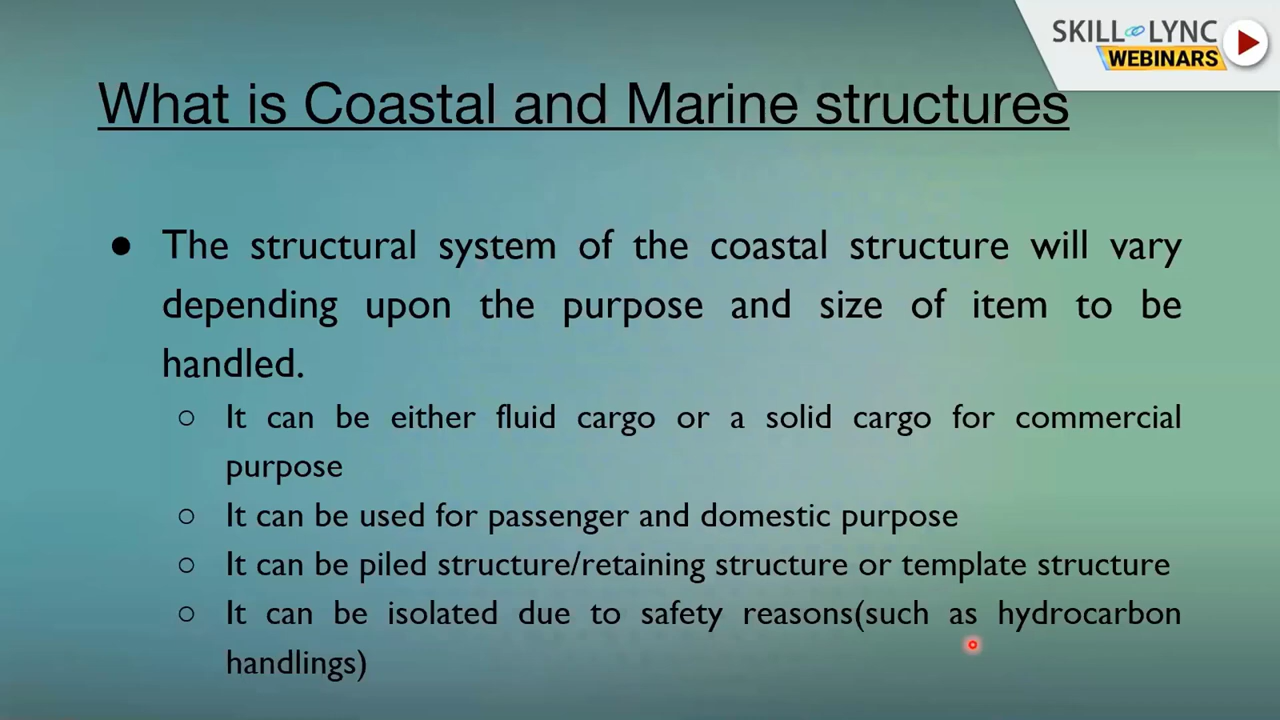 SKILL LYNC
WEBINARS
What is Coastal and Marine structures
● The structural system of the coastal structure will vary
depending upon the purpose and size of item to be
handled.
○ It can be either fluid cargo or a solid cargo for commercial
purpose
○ It can be used for passenger and domestic purpose
○ It can be piled structure/retaining structure or template structure
○ It can be isolated due to safety reasons(such as hydrocarbon
handlings)